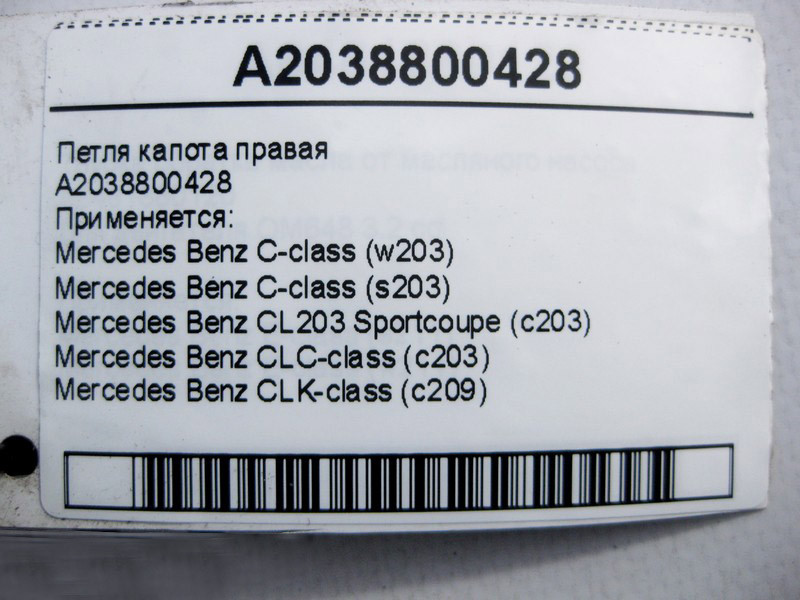 A2038800428
Петля капота правая
A2038800428
Применяется:
Mercedes Benz C-class (w203)
Mercedes Benz C-class (s203)
Mercedes Benz CL203 Sportcoupe (c203)
Mercedes Benz CLC-class (c203)
Mercedes Benz CLK-class (c209)